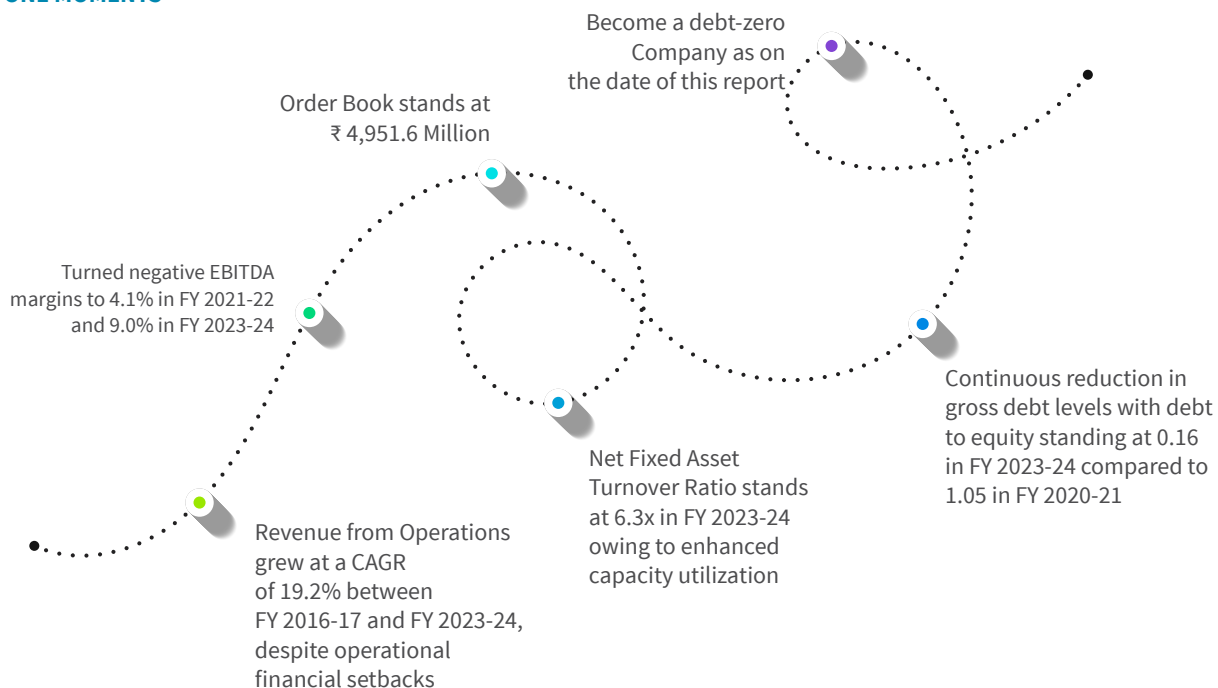 Become a debt-zero
Company as on
the date of this report
Order Book stands at
₹ 4,951.6 Million
Turned negative EBITDA
margins to 4.1% in FY 2021-22
and 9.0% in FY 2023-24
Continuous reduction in
gross debt levels with debt
to equity standing at 0.16
in FY 2023-24 compared to
1.05 in FY 2020-21
Net Fixed Asset
Turnover Ratio stands
at 6.3x in FY 2023-24
owing to enhanced
capacity utilization
Revenue from Operations
grew at a CAGR
of 19.2% between
FY 2016-17 and FY 2023-24,
despite operational
financial setbacks